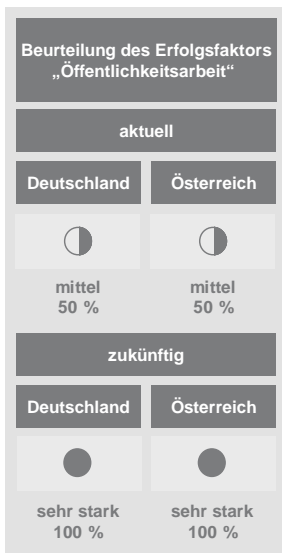 Beurteilung des Erfolgsfaktors
„Öffentlichkeitsarbeit“
aktuell
Deutschland Österreich
mittel mittel
50 % 50 %
zukünftig
Deutschland Österreich
sehr stark sehr stark
100 % 100 %